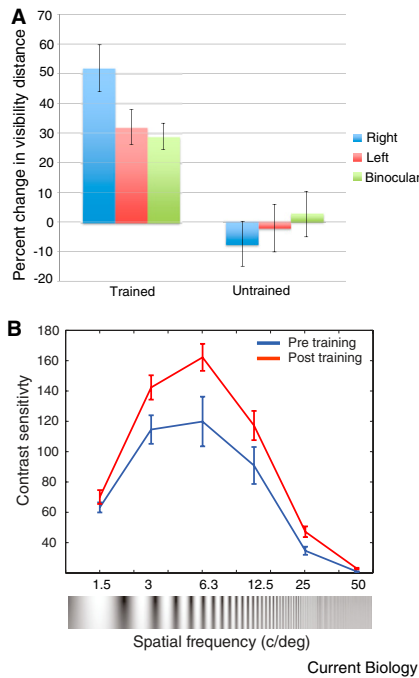 A
Percent change in visibility distance
70
60
50
40
30
20
10
0
-10
-20
Trained
Untrained
Right
Left
Binocular
B
Contrast sensitivty
180
160
140
120
100
80
60
40
Pre training
Post training
1.5 3 6.3 12.5 25 50
Spatial frequency (c/deg)
Current Biology